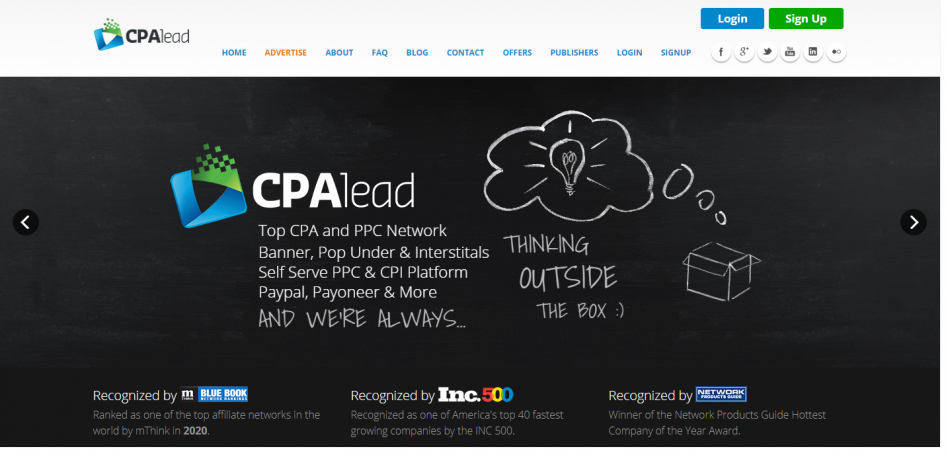 Login
Sign Up
CPAlead
HOME
ADVERTISE
ABOUT
FAQ
BLOG
CONTACT
OFFERS
PUBLISHERS
LOGIN
SIGNUP
CPAlead
Top CPA and PPC Network
Banner, Pop Under & Interstitals
Self Serve PPC & CPI Platform
Paypal, Payoneer & More
AND WE'RE ALWAYS...
THINKING
OUTSIDE
THE BOX :)
Recognized by m THINK BLUE BOOK NETWORK RANKINGS
Ranked as one of the top affiliate networks in the
world by mThink in 2020.
Recognized by Inc.500
Recognized as one of America's top 40 fastest
growing companies by the INC 500.
Recognized by NETWORK PRODUCTS GUIDE
Winner of the Network Products Guide Hottest
Company of the Year Award.